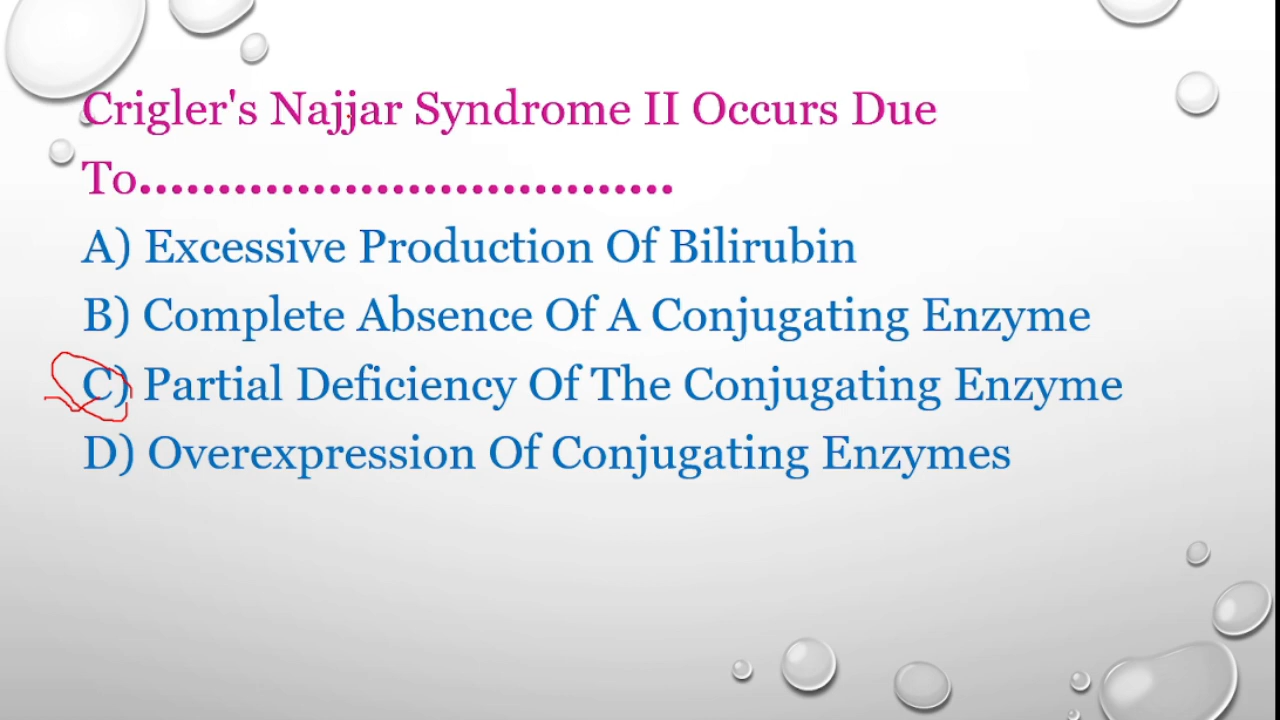 Crigler's Najjar Syndrome II Occurs Due
To..................................
A) Excessive Production Of Bilirubin
B) Complete Absence Of A Conjugating Enzyme
C) Partial Deficiency Of The Conjugating Enzyme
D) Overexpression Of Conjugating Enzymes